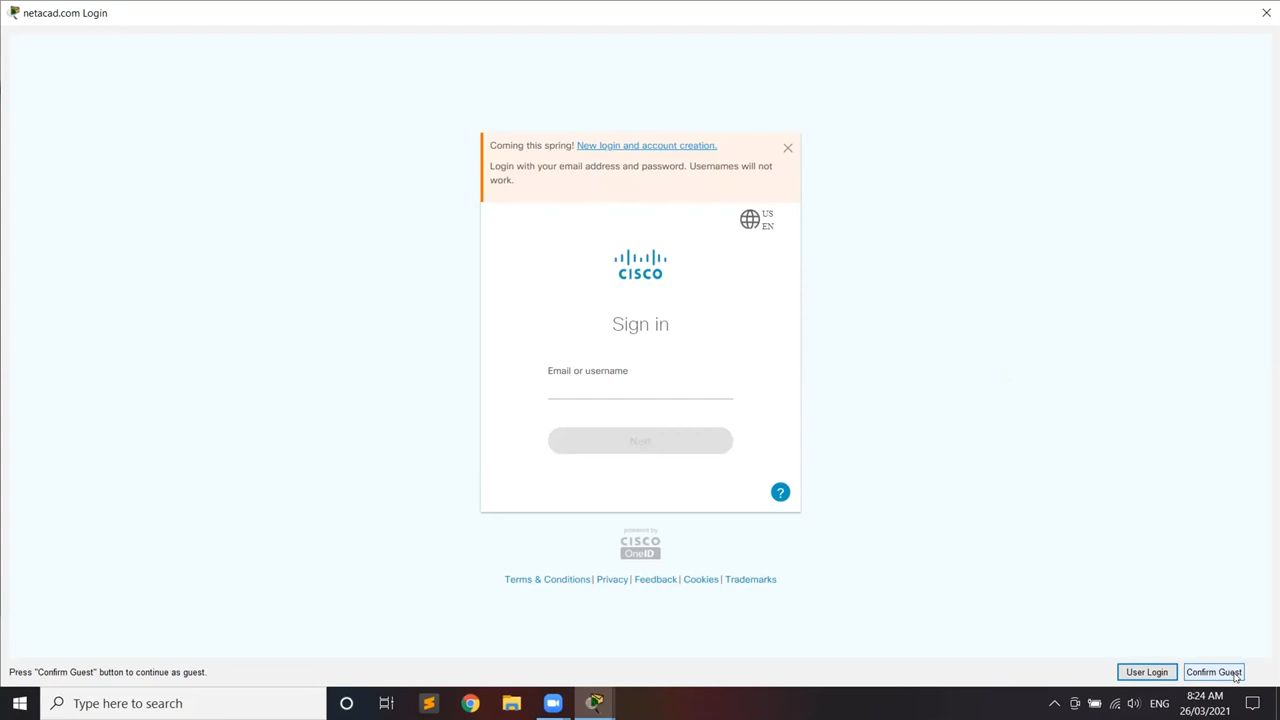 netacad.com Login
Coming this spring! New login and account creation.
Login with your email address and password. Usernames will not
work.
US
EN
CISCO
Sign in
Email or username
Next
?
powered by
CISCO
OneID
Terms & Conditions| Privacy| Feedback| Cookies| Trademarks
Press "Confirm Guest" button to continue as guest.
User Login
Confirm Guest
Type here to search
ENG
8:24 AM
26/03/2021